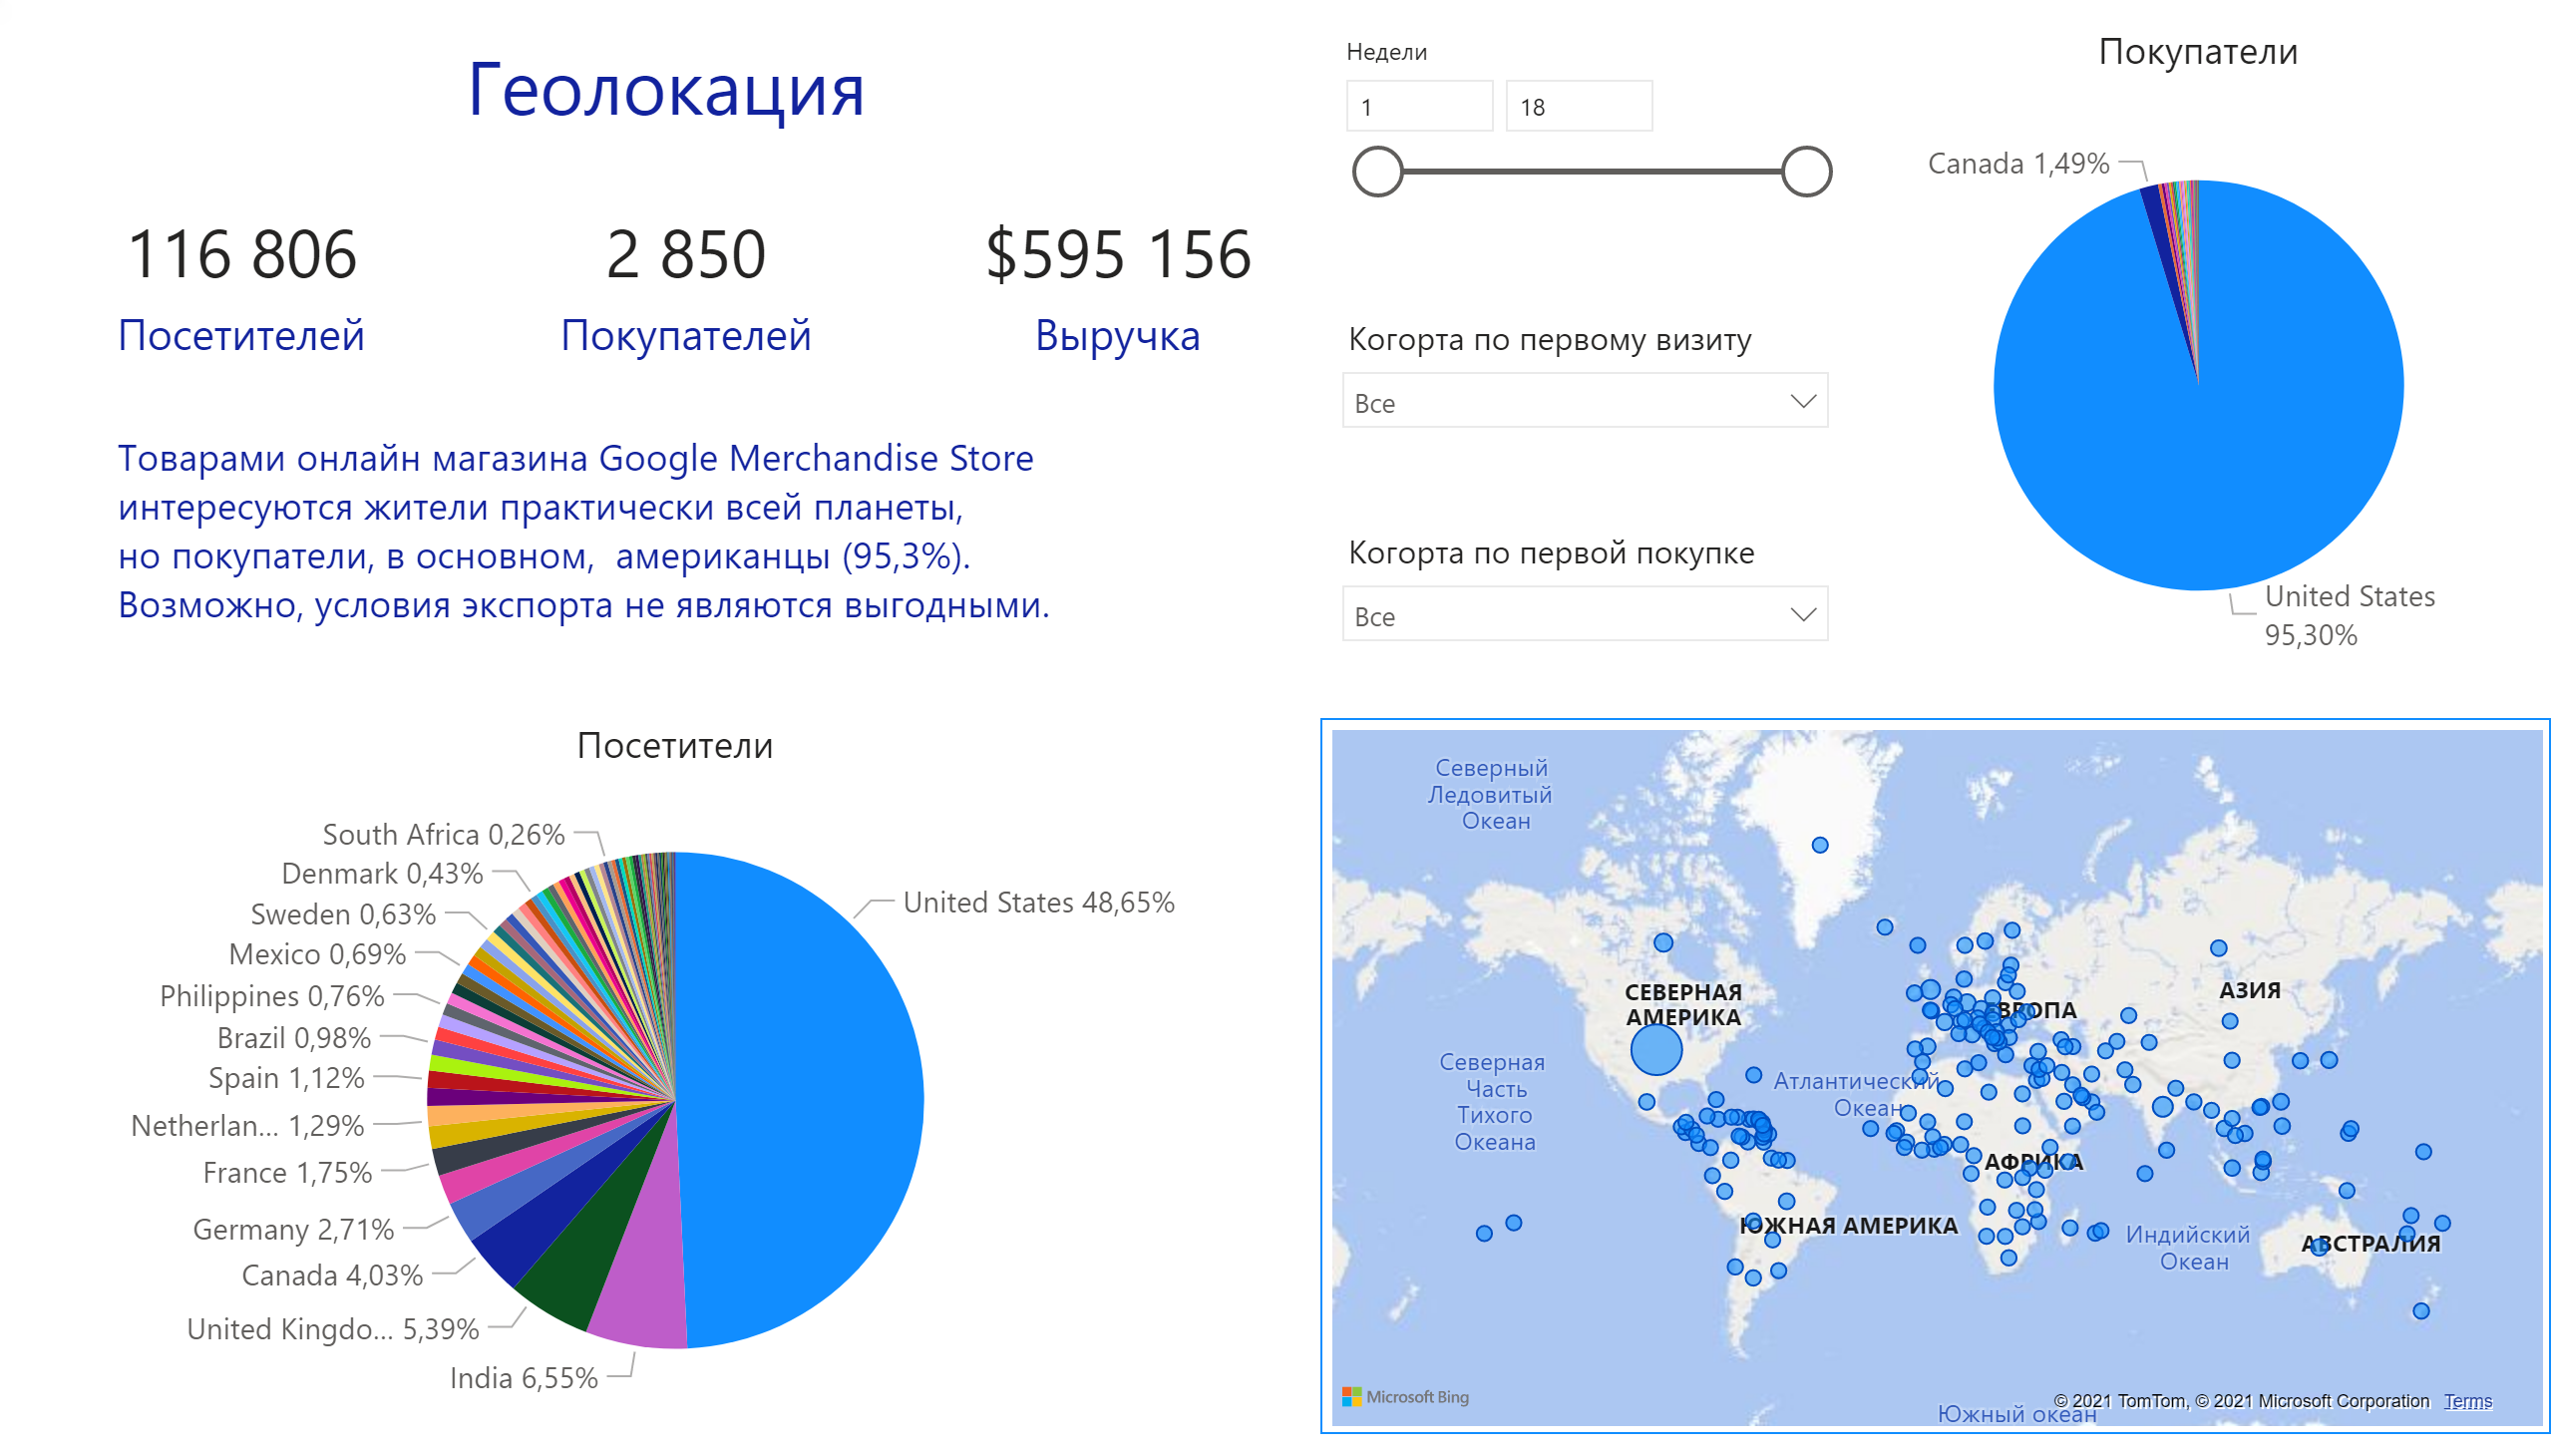 Геолокация
116 806
Посетителей
2 850
Покупателей
$595 156
Выручка
Товарами онлайн магазина Google Merchandise Store
интересуются жители практически всей планеты,
но покупатели, в основном,  американцы (95,3%).
Возможно, условия экспорта не являются выгодными.
Недели
1
18
Когорта по первому визиту
Все
Когорта по первой покупке
Все
Покупатели
Canada 1,49%
United States
95,30%
Посетители
South Africa 0,26%
Denmark 0,43%
Sweden 0,63%
Mexico 0,69%
Philippines 0,76%
Brazil 0,98%
Spain 1,12%
Netherlan... 1,29%
France 1,75%
Germany 2,71%
Canada 4,03%
United Kingdo... 5,39%
India 6,55%
United States 48,65%
Северный
Ледовитый
Океан
СЕВЕРНАЯ
АМЕРИКА
ЕВРОПА
АЗИЯ
Северная
Часть
Тихого
Океана
Атлантический
Океан
АФРИКА
ЮЖНАЯ АМЕРИКА
Индийский
Океан
АВСТРАЛИЯ
Microsoft Bing
© 2021 TomTom, © 2021 Microsoft Corporation Terms
Южный океан